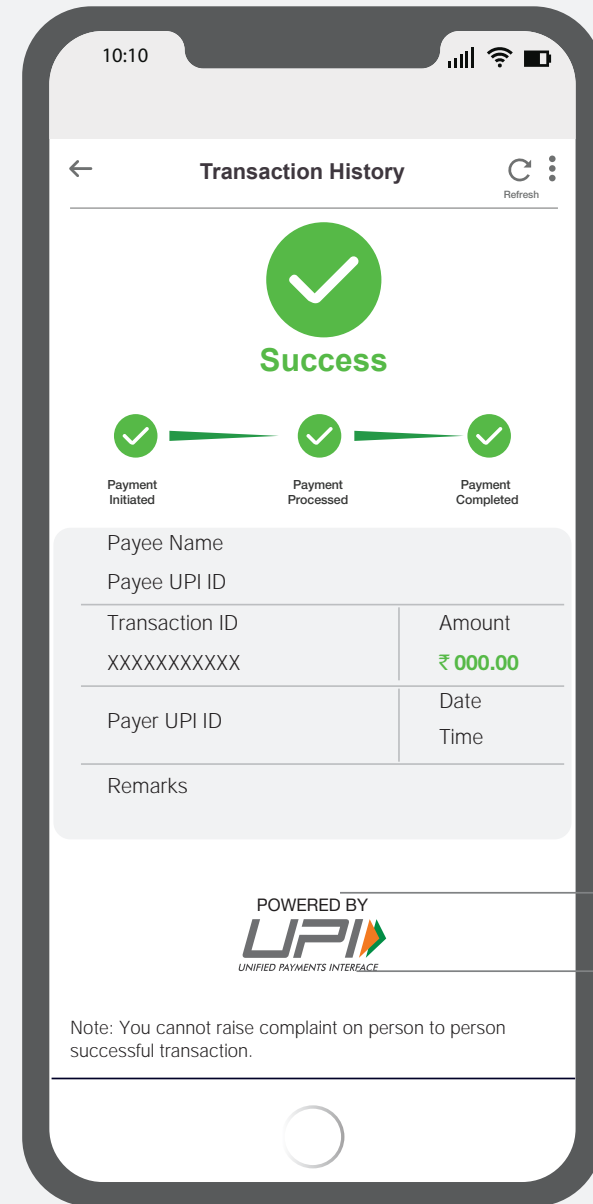 10:10
Transaction History
Refresh
Success
Payment
Initiated
Payment
Processed
Payment
Completed
Payee Name
Payee UPI ID
Transaction ID
Amount
XXXXXXXXXXX
₹ 000.00
Payer UPI ID
Date
Time
Remarks
POWERED BY
UPI
UNIFIED PAYMENTS INTERFACE
Note: You cannot raise complaint on person to person
successful transaction.